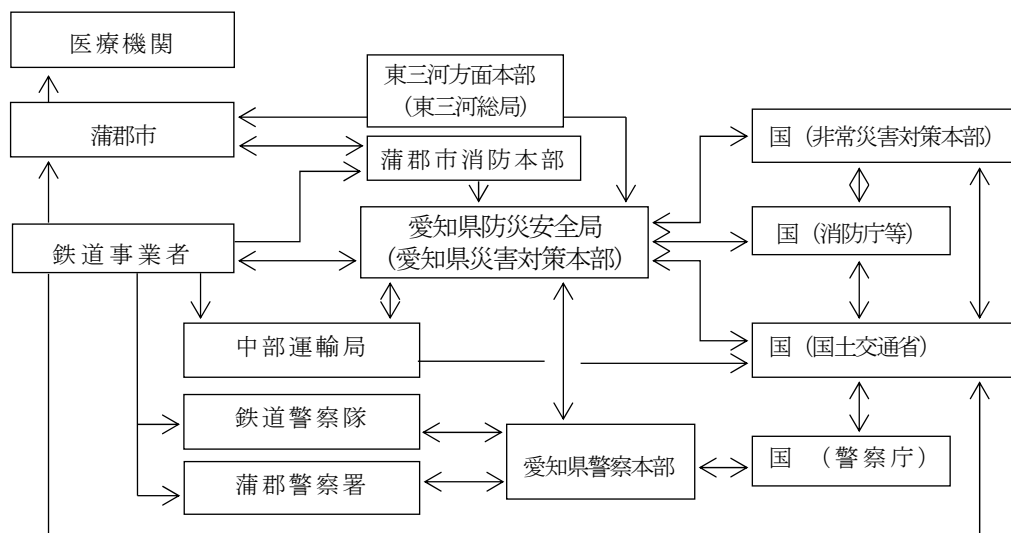 医療機関
蒲郡市
鉄道事業者
東三河方面本部
（東三河総局）
蒲郡市消防本部
愛知県防災安全局
（愛知県災害対策本部）
中部運輸局
鉄道警察隊
蒲郡警察署
愛知県警察本部
国（非常災害対策本部）
国（消防庁等）
国（国土交通省）
国　（警察庁）